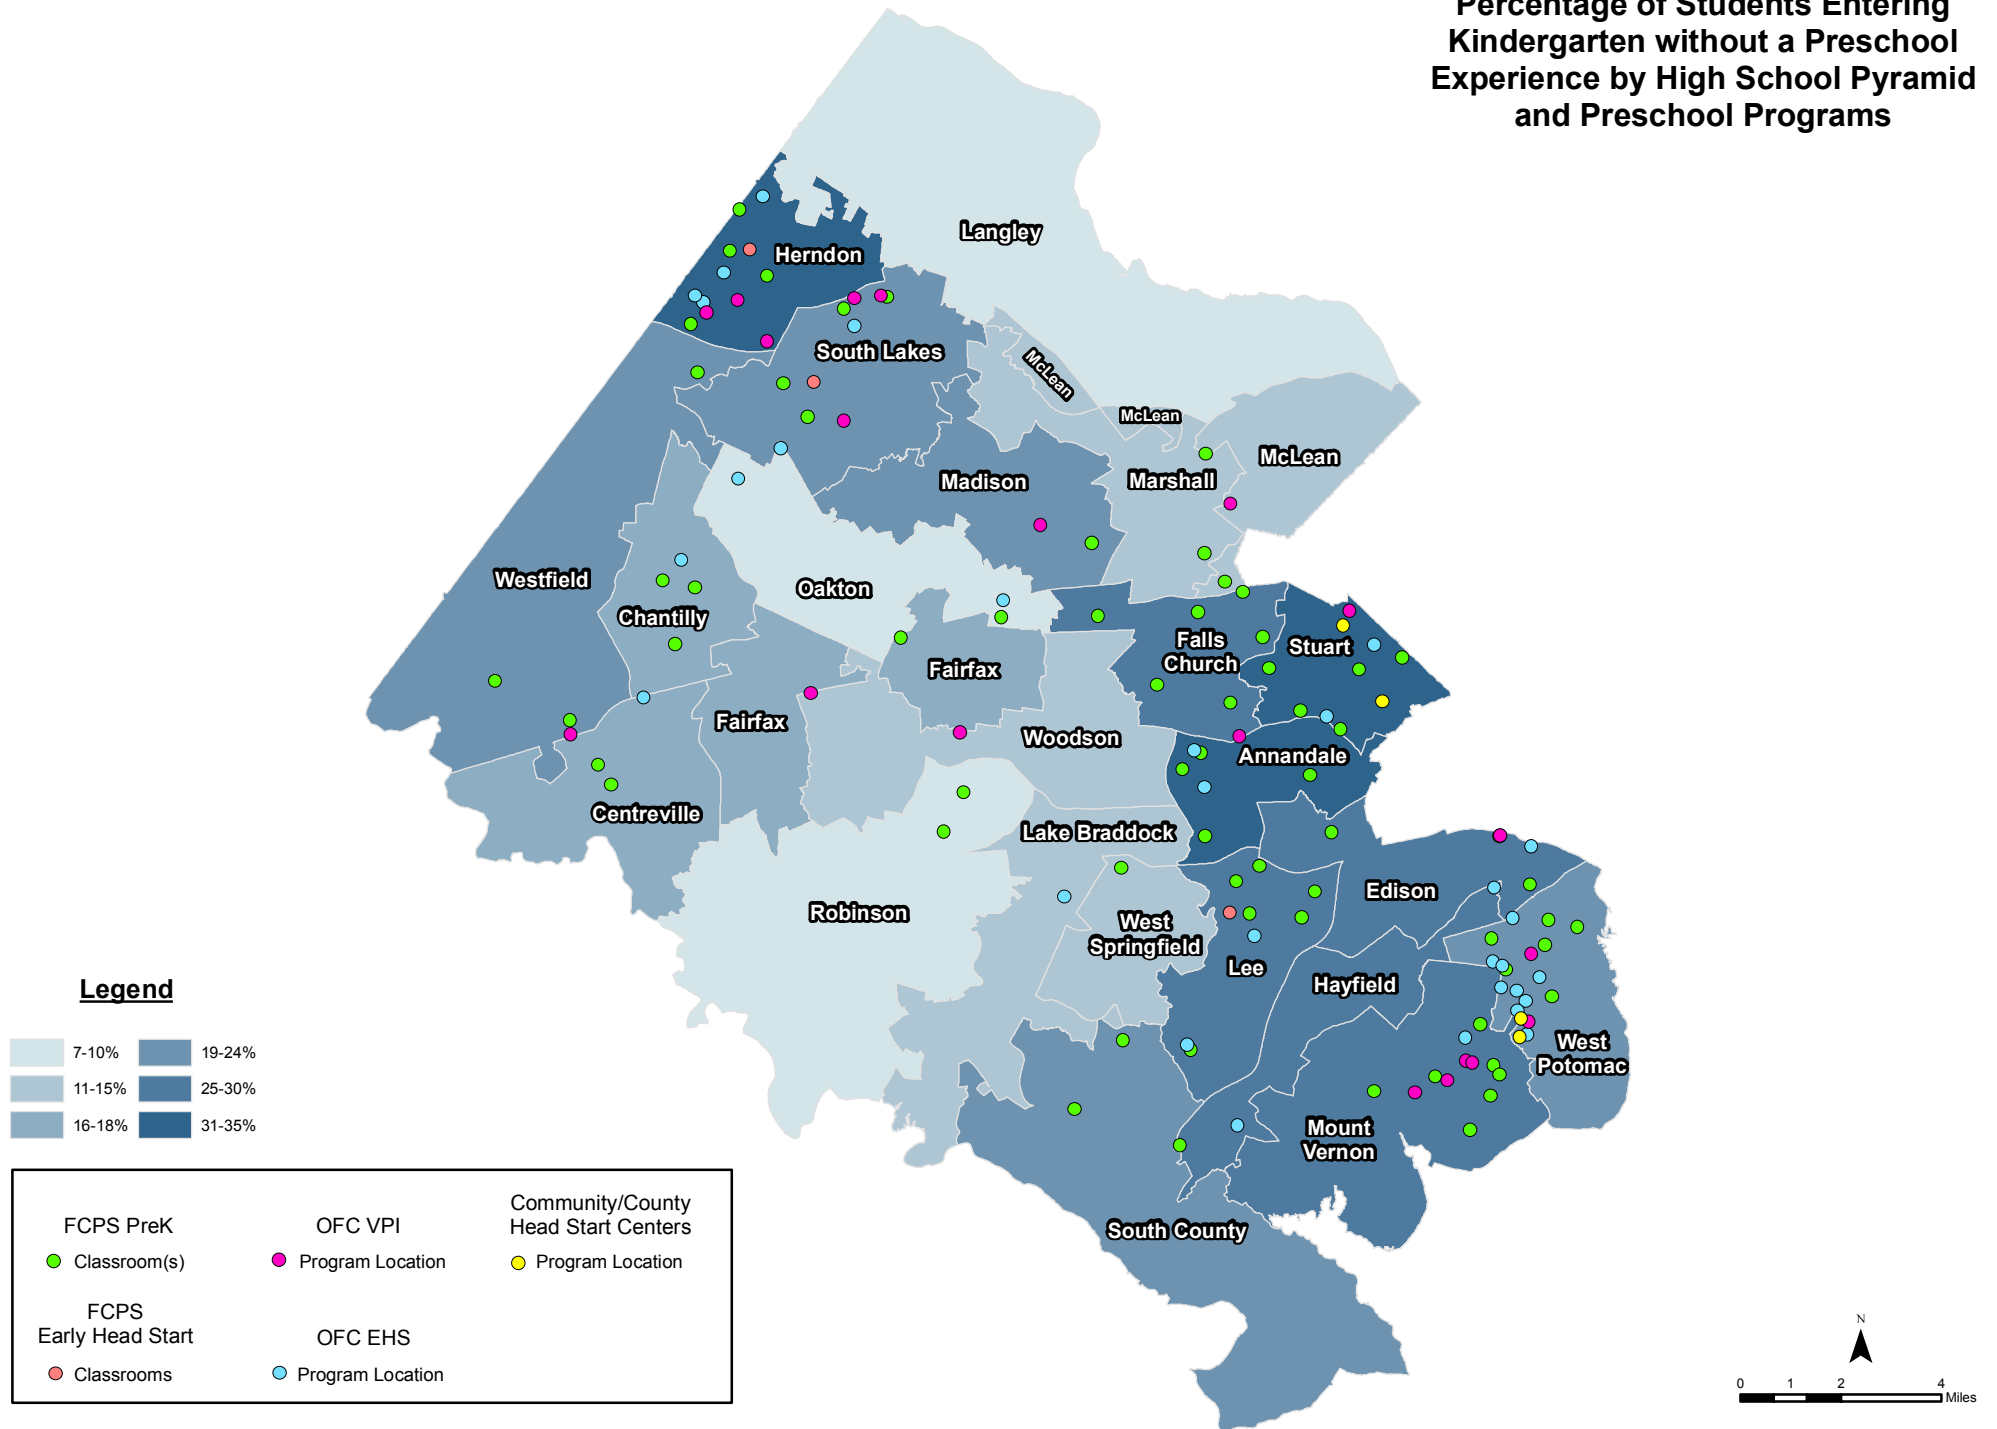 Percentage of Students Entering
Kindergarten without a Preschool
Experience by High School Pyramid
and Preschool Programs
Langley
Herndon
South Lakes
McLean
McLean
McLean
Marshall
Madison
Westfield
Oakton
Chantilly
Falls
Church
Stuart
Fairfax
Fairfax
Woodson
Annandale
Centreville
Lake Braddock
Edison
Robinson
West
Springfield
Lee
Hayfield
West
Potomac
Mount
Vernon
South County
Legend
7-10%
19-24%
11-15%
25-30%
16-18%
31-35%
FCPS PreK
Classroom(s)
OFC VPI
Program Location
Community/County
Head Start Centers
Program Location
FCPS
Early Head Start
Classrooms
OFC EHS
Program Location
N
0 1 2 4
Miles